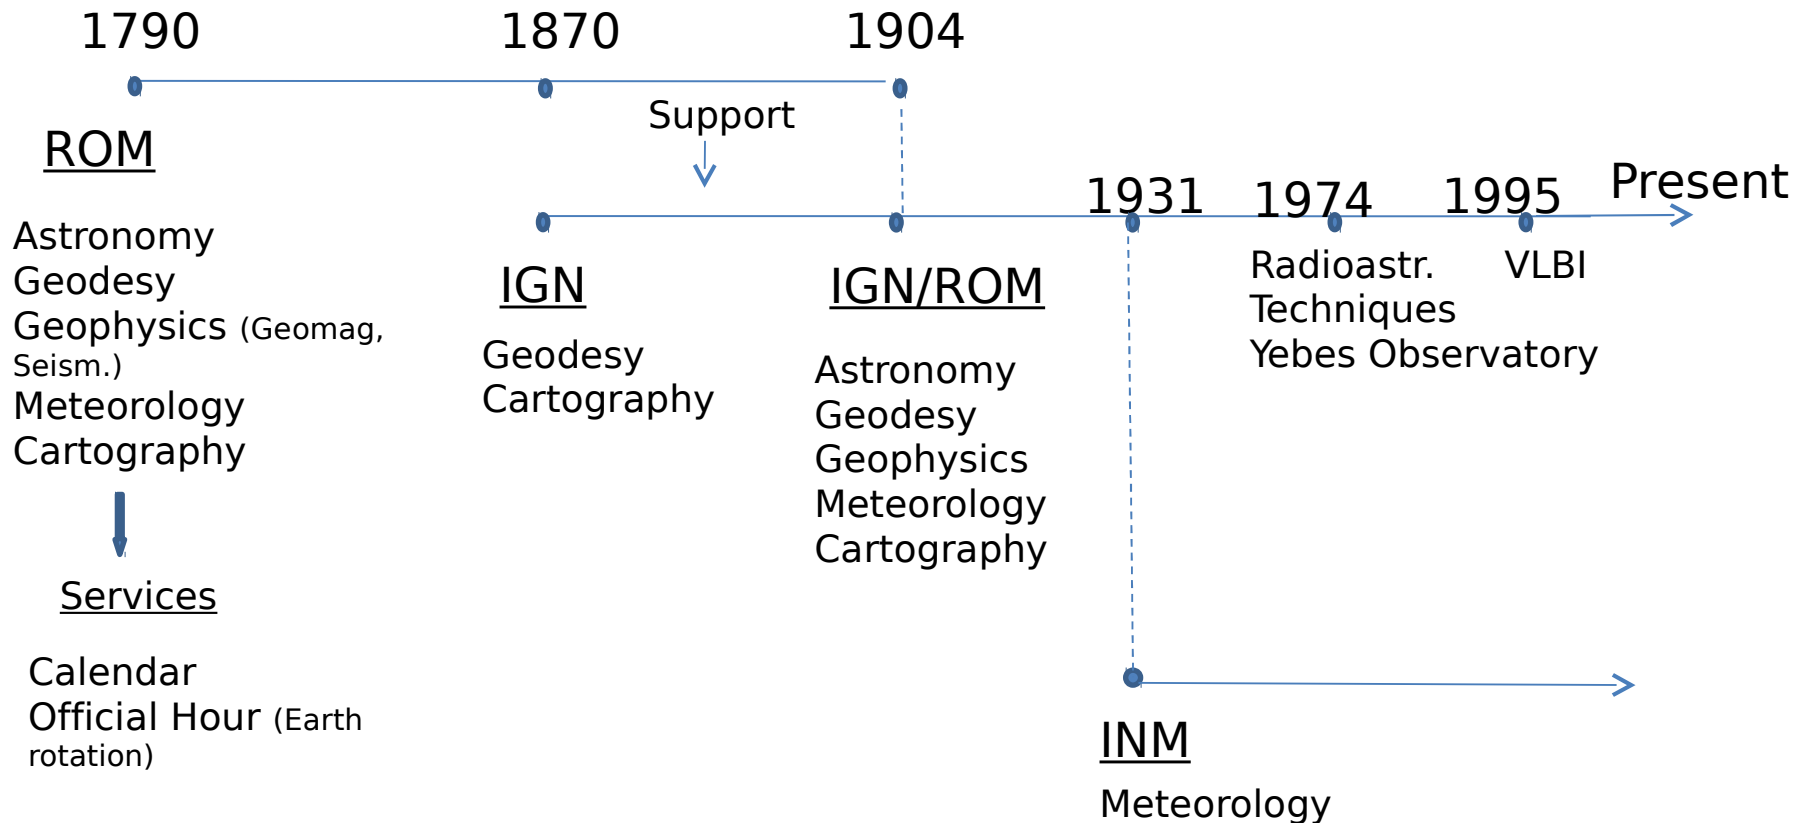 1790
1870
1904
Support
ROM
Astronomy
Geodesy
Geophysics (Geomag,
Seism.)
Meteorology
Cartography
Services
Calendar
Official Hour (Earth
rotation)
IGN
Geodesy
Cartography
IGN/ROM
Astronomy
Geodesy
Geophysics
Meteorology
Cartography
1931
1974
1995
Present
Radioastr.
Techniques
Yebes Observatory
VLBI
INM
Meteorology